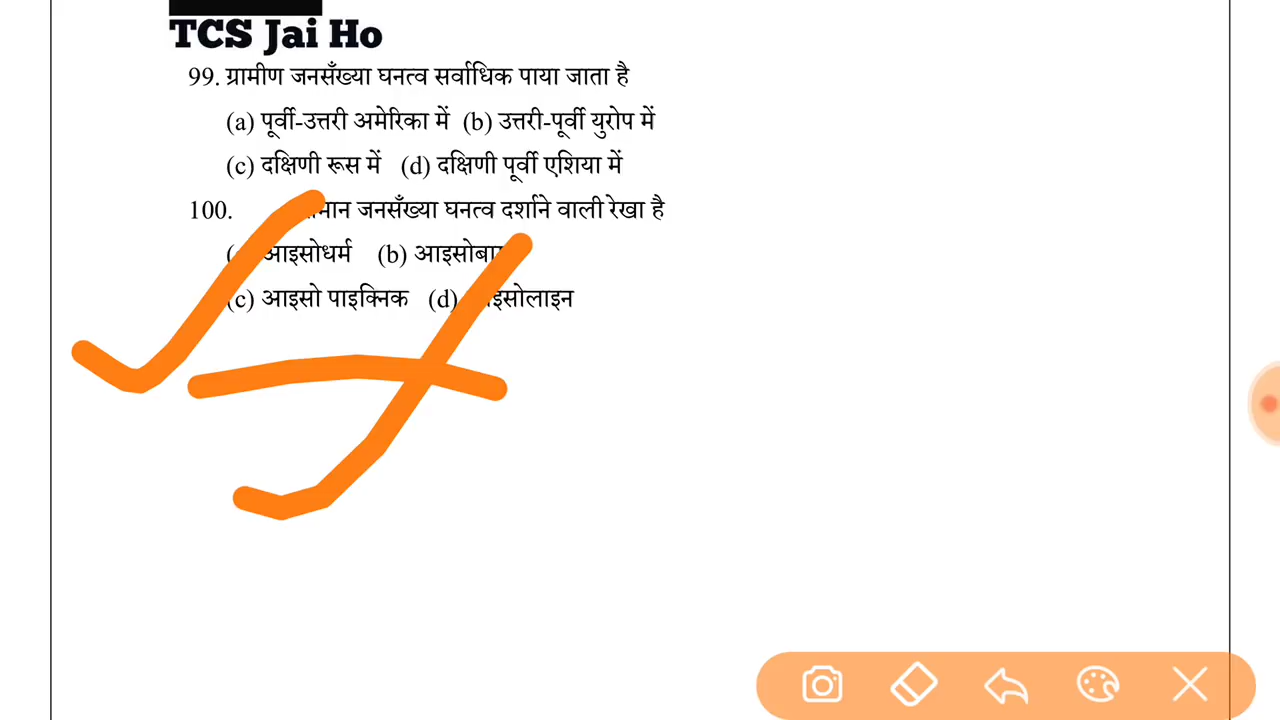 TCS Jai Ho
99. ग्रामीण जनसँख्या घनत्व सर्वाधिक पाया जाता है
(a) पूर्वी-उत्तरी अमेरिका में (b) उत्तरी-पूर्वी युरोप में
(c) दक्षिणी रूस में (d) दक्षिणी पूर्वी एशिया में
100. जनसँख्या घनत्व दर्शाने वाली रेखा है
आइसोधर्म (b)
(c) आइसो पाइक्निक (d)